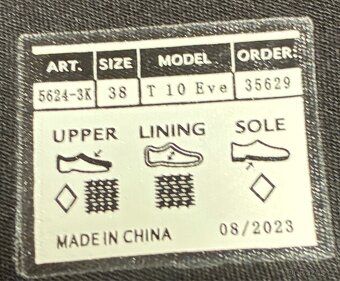 ART. SIZE MODEL ORDER:
5624-3K 38 T 10 Eve 35629
UPPER LINING SOLE
MADE IN CHINA 08/2023